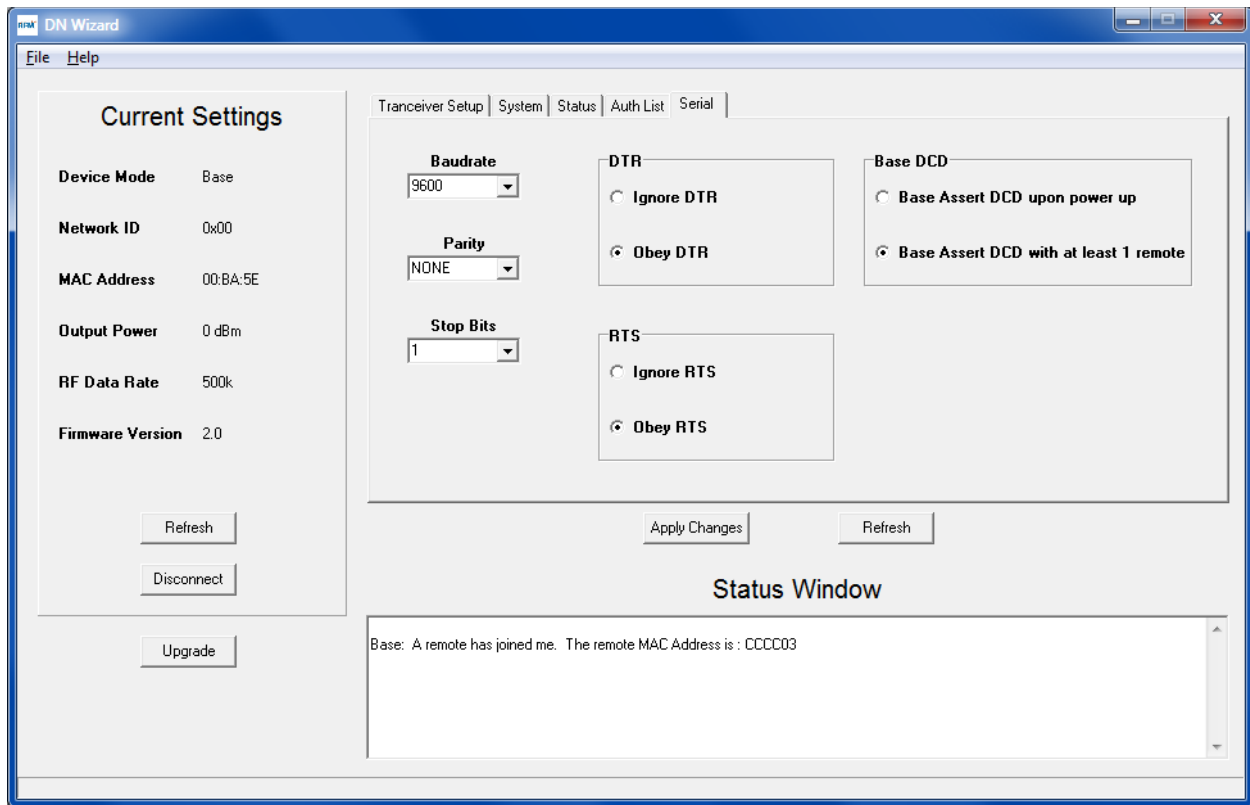 DN Wizard
File Help
Current Settings
Device Mode Base
Network ID 0x00
MAC Address 00:BA:5E
Output Power 0 dBm
RF Data Rate 500k
Firmware Version 2.0
Refresh
Disconnect
Upgrade
Tranceiver Setup System Status Auth List Serial
Baudrate
9600
Parity
NONE
Stop Bits
1
DTR
Ignore DTR
Obey DTR
RTS
Ignore RTS
Obey RTS
Base DCD
Base Assert DCD upon power up
Base Assert DCD with at least 1 remote
Apply Changes Refresh
Status Window
Base: A remote has joined me. The remote MAC Address is : CCCC03